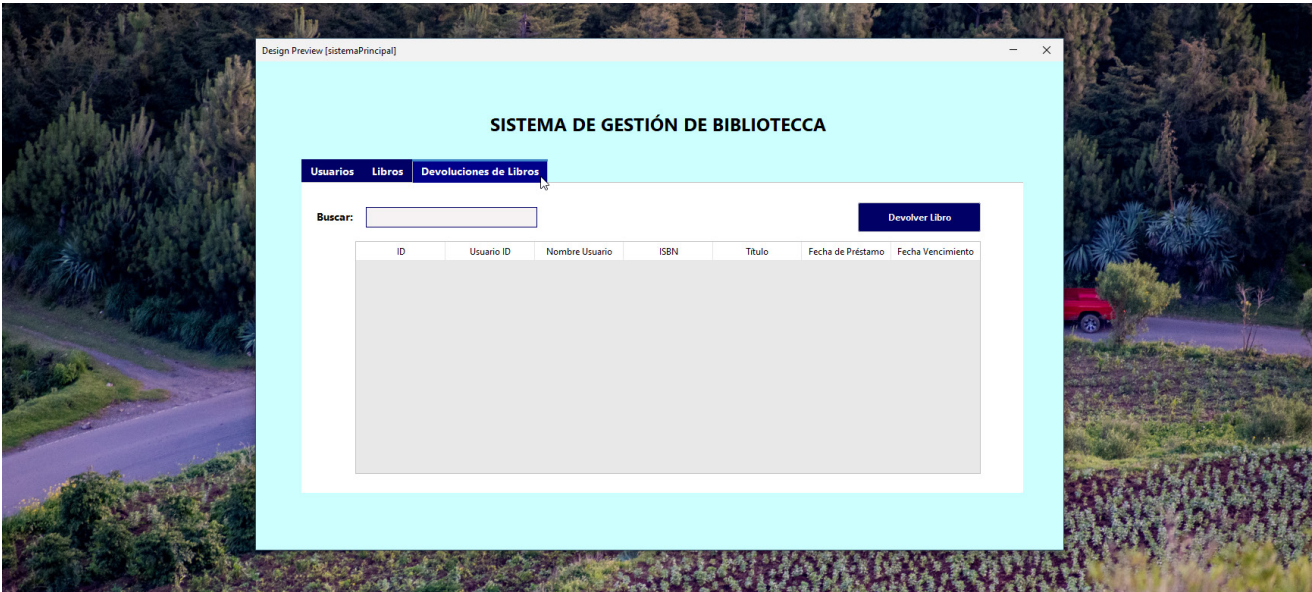 Design Preview [sistemaPrincipal]
SISTEMA DE GESTIÓN DE BIBLIOTECCA
Usuarios Libros Devoluciones de Libros
Buscar: Devolver Libro
ID Usuario ID Nombre Usuario ISBN Título Fecha de Préstamo Fecha Vencimiento